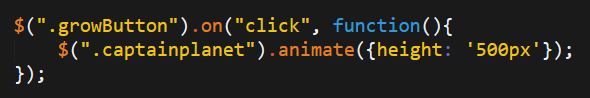 $(".growButton").on("click", function(){
    $(".captainplanet").animate({height: '500px'});
});